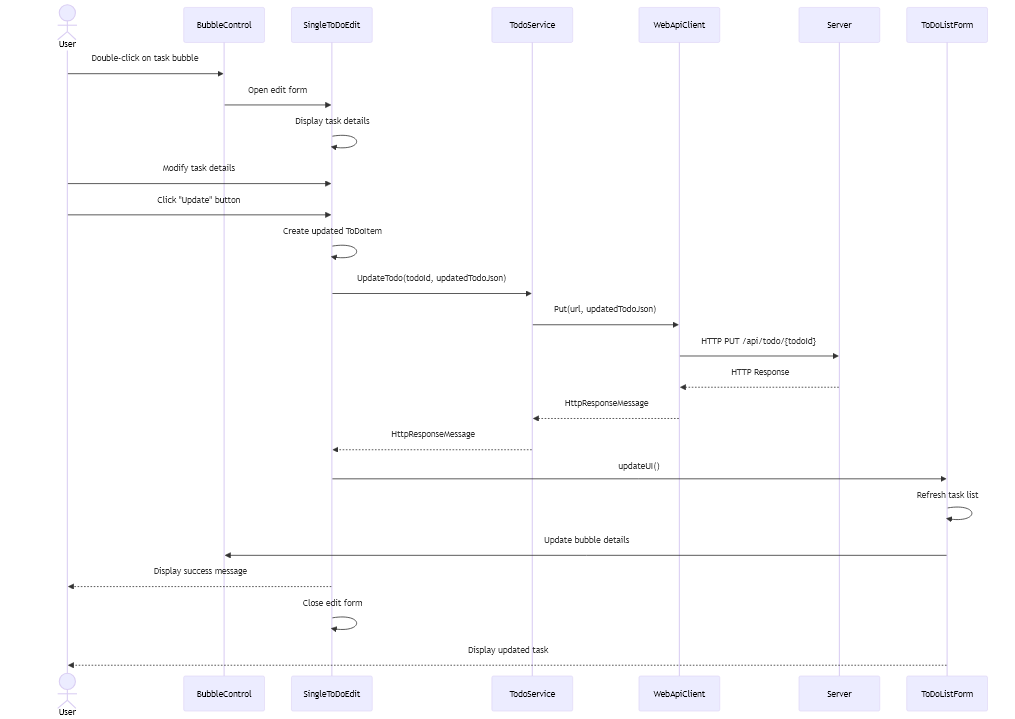 BubbleControl
SingleToDoEdit
TodoService
WebApiClient
Server
ToDoListForm
User
Double-click on task bubble
Open edit form
Display task details
Modify task details
Click "Update" button
Create updated ToDoItem
UpdateTodo(todoId, updatedTodoJson)
Put(url, updatedTodoJson)
HTTP PUT /api/todo/{todoId}
HTTP Response
HttpResponseMessage
HttpResponseMessage
updateUI()
Refresh task list
Update bubble details
Display success message
Close edit form
Display updated task
BubbleControl
SingleToDoEdit
TodoService
WebApiClient
Server
ToDoListForm
User